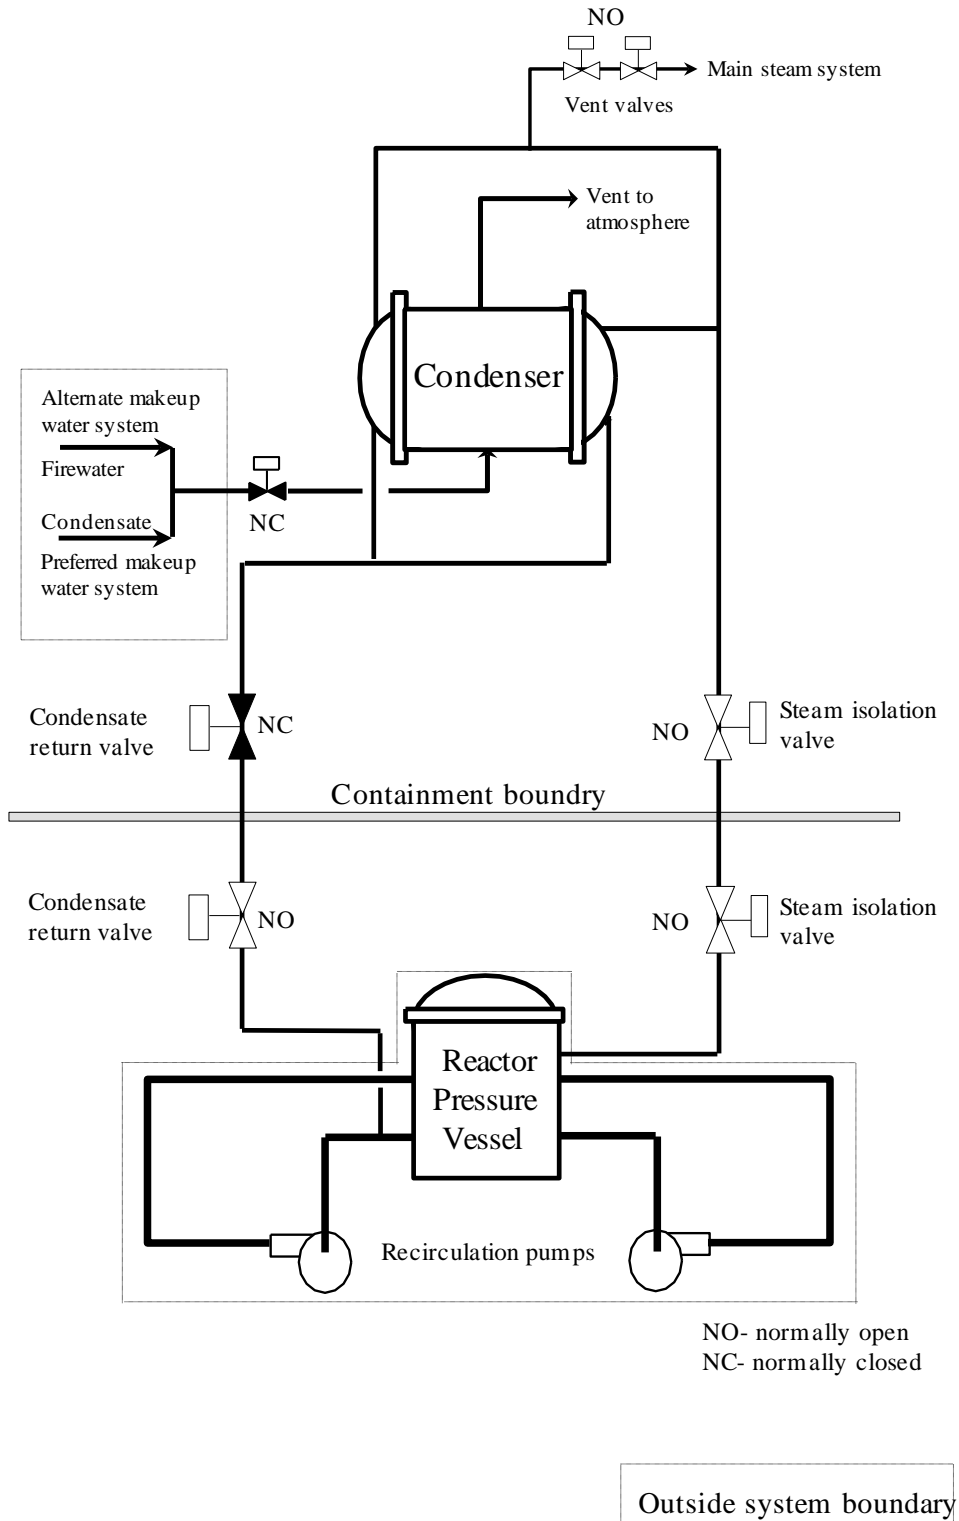 NO
Main steam system
Vent valves
Vent to
atmosphere
Condenser
Alternate makeup
water system
Firewater
Condensate
Preferred makeup
water system
NC
Condensate
return valve
NC
NO
Steam isolation
valve
Containment boundry
Condensate
return valve
NO
NO
Steam isolation
valve
Reactor
Pressure
Vessel
Recirculation pumps
NO- normally open
NC- normally closed
Outside system boundary